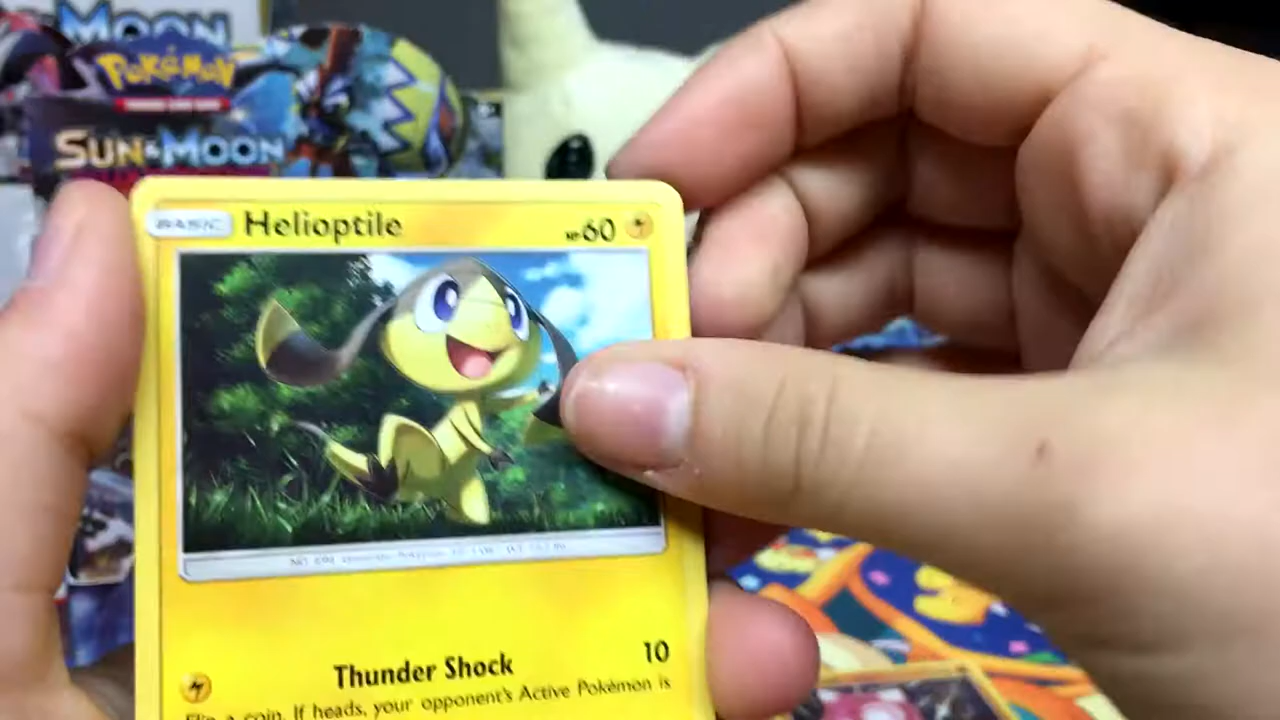 SUN & MOON
Pokémon
SUN & MOON
BASIC Helioptile HP60
Thunder Shock 10
Flip a coin. If heads, your opponent's Active Pokémon is